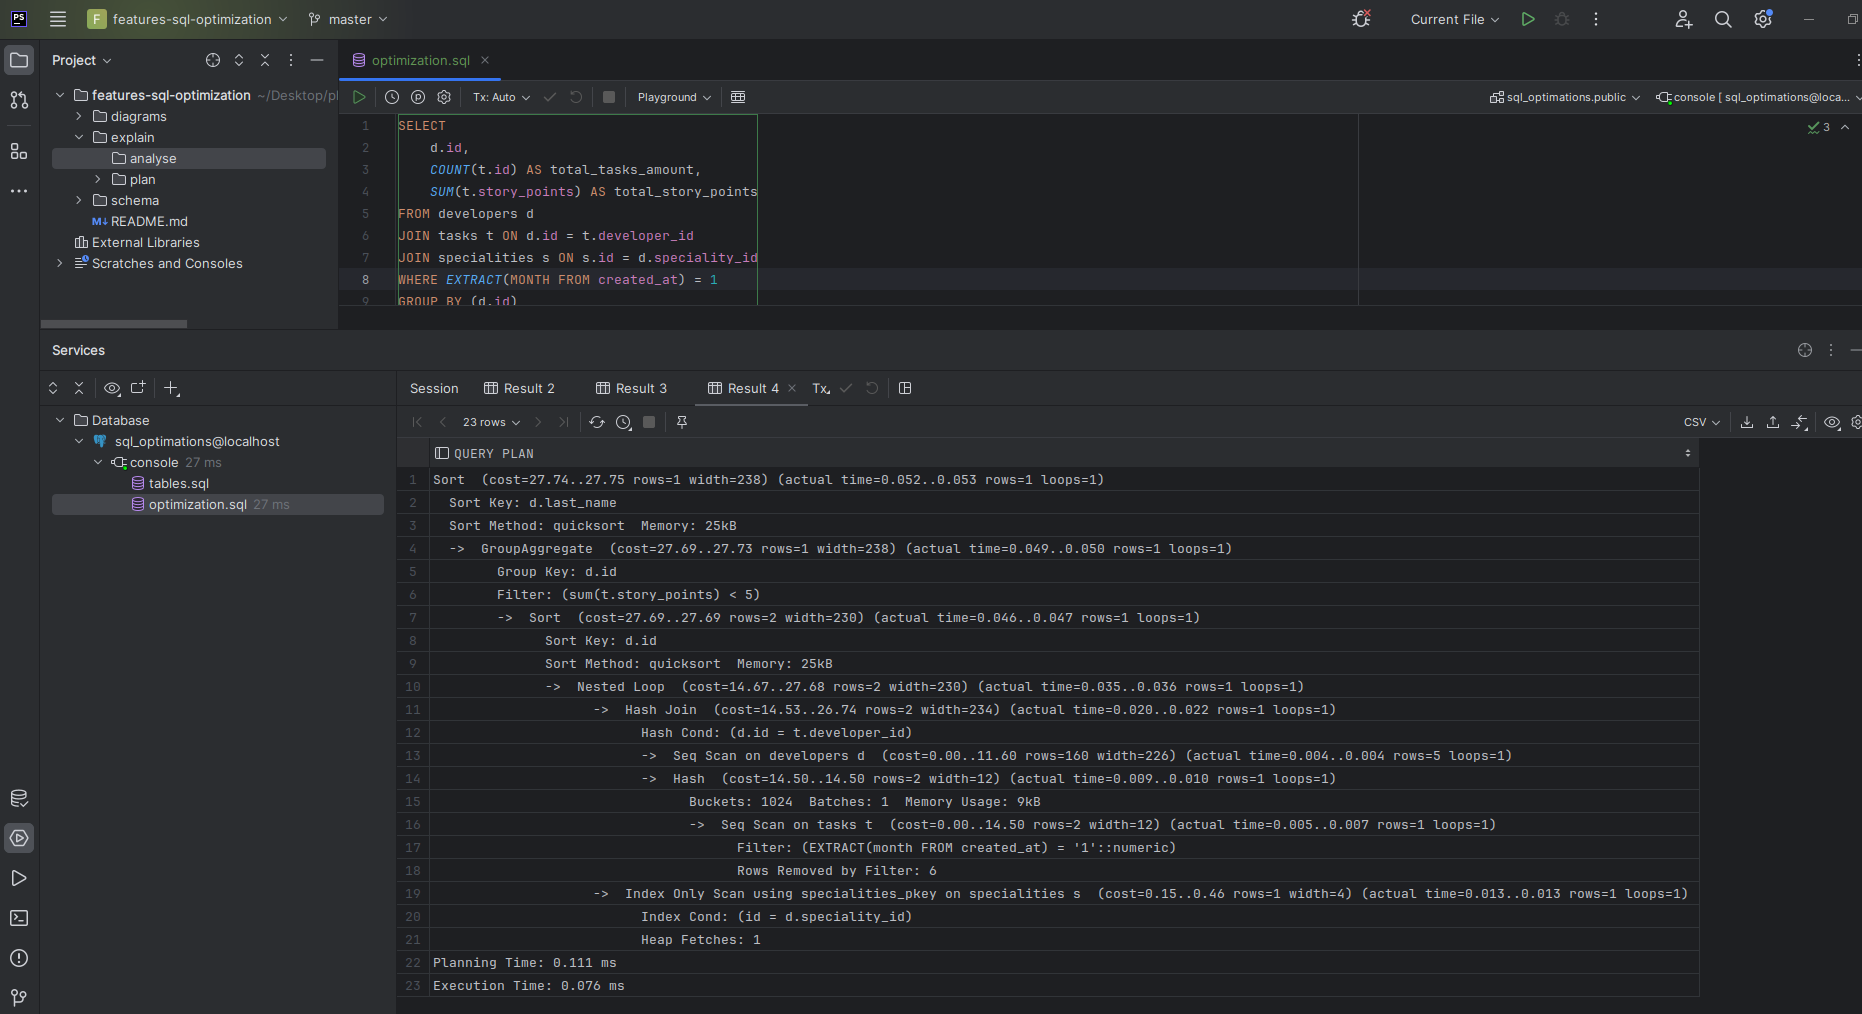 PS
F features-sql-optimization
master
Current File
Project
features-sql-optimization ~/Desktop/pl
diagrams
explain
analyse
plan
schema
M↓ README.md
External Libraries
Scratches and Consoles
optimization.sql
Tx: Auto
Playground
sql_optimations.public
console [ sql_optimations@loca...
3
1 SELECT
2 d.id,
3 COUNT(t.id) AS total_tasks_amount,
4 SUM(t.story_points) AS total_story_points
5 FROM developers d
6 JOIN tasks t ON d.id = t.developer_id
7 JOIN specialities s ON s.id = d.speciality_id
8 WHERE EXTRACT(MONTH FROM created_at) = 1
9 GROUP BY (d.id)
Services
Database
sql_optimations@localhost
console 27 ms
tables.sql
optimization.sql 27 ms
Session
Result 2
Result 3
Result 4
Tx
23 rows
CSV
QUERY PLAN
1 Sort (cost=27.74..27.75 rows=1 width=238) (actual time=0.052..0.053 rows=1 loops=1)
2 Sort Key: d.last_name
3 Sort Method: quicksort Memory: 25kB
4 -> GroupAggregate (cost=27.69..27.73 rows=1 width=238) (actual time=0.049..0.050 rows=1 loops=1)
5 Group Key: d.id
6 Filter: (sum(t.story_points) < 5)
7 -> Sort (cost=27.69..27.69 rows=2 width=230) (actual time=0.046..0.047 rows=1 loops=1)
8 Sort Key: d.id
9 Sort Method: quicksort Memory: 25kB
10 -> Nested Loop (cost=14.67..27.68 rows=2 width=230) (actual time=0.035..0.036 rows=1 loops=1)
11 -> Hash Join (cost=14.53..26.74 rows=2 width=234) (actual time=0.020..0.022 rows=1 loops=1)
12 Hash Cond: (d.id = t.developer_id)
13 -> Seq Scan on developers d (cost=0.00..11.60 rows=160 width=226) (actual time=0.004..0.004 rows=5 loops=1)
14 -> Hash (cost=14.50..14.50 rows=2 width=12) (actual time=0.009..0.010 rows=1 loops=1)
15 Buckets: 1024 Batches: 1 Memory Usage: 9kB
16 -> Seq Scan on tasks t (cost=0.00..14.50 rows=2 width=12) (actual time=0.005..0.007 rows=1 loops=1)
17 Filter: (EXTRACT(month FROM created_at) = '1'::numeric)
18 Rows Removed by Filter: 6
19 -> Index Only Scan using specialities_pkey on specialities s (cost=0.15..0.46 rows=1 width=4) (actual time=0.013..0.013 rows=1 loops=1)
20 Index Cond: (id = d.speciality_id)
21 Heap Fetches: 1
22 Planning Time: 0.111 ms
23 Execution Time: 0.076 ms